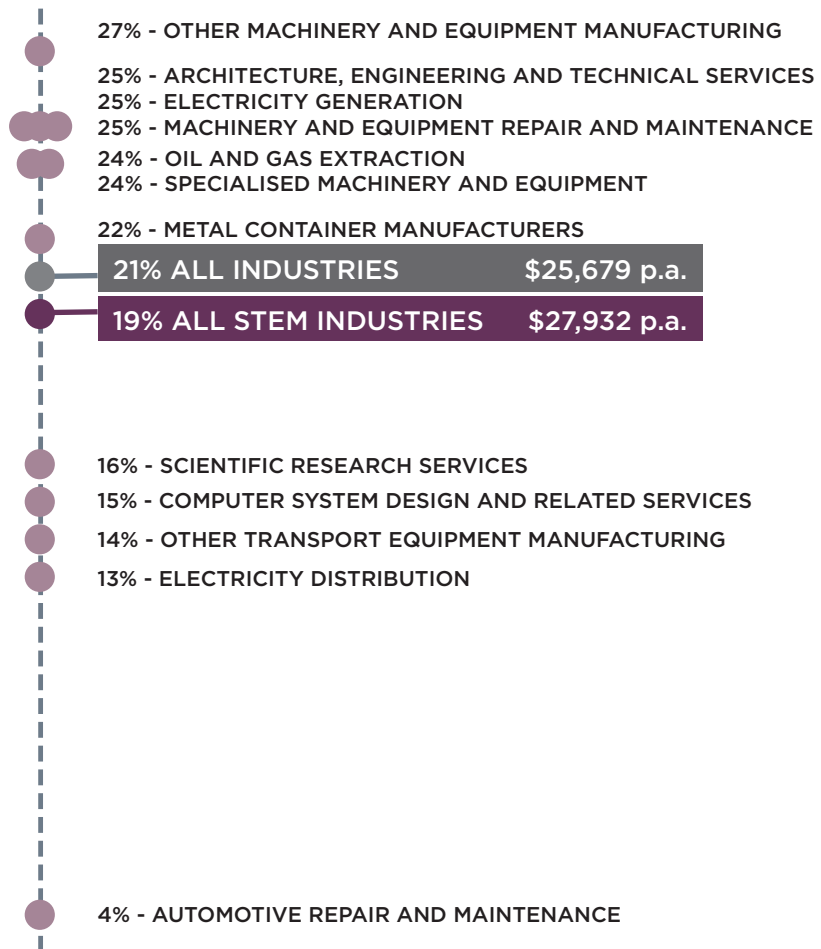 27% - OTHER MACHINERY AND EQUIPMENT MANUFACTURING
25% - ARCHITECTURE, ENGINEERING AND TECHNICAL SERVICES
25% - ELECTRICITY GENERATION
25% - MACHINERY AND EQUIPMENT REPAIR AND MAINTENANCE
24% - OIL AND GAS EXTRACTION
24% - SPECIALISED MACHINERY AND EQUIPMENT
22% - METAL CONTAINER MANUFACTURERS
21% ALL INDUSTRIES $25,679 p.a.
19% ALL STEM INDUSTRIES $27,932 p.a.
16% - SCIENTIFIC RESEARCH SERVICES
15% - COMPUTER SYSTEM DESIGN AND RELATED SERVICES
14% - OTHER TRANSPORT EQUIPMENT MANUFACTURING
13% - ELECTRICITY DISTRIBUTION
4% - AUTOMOTIVE REPAIR AND MAINTENANCE